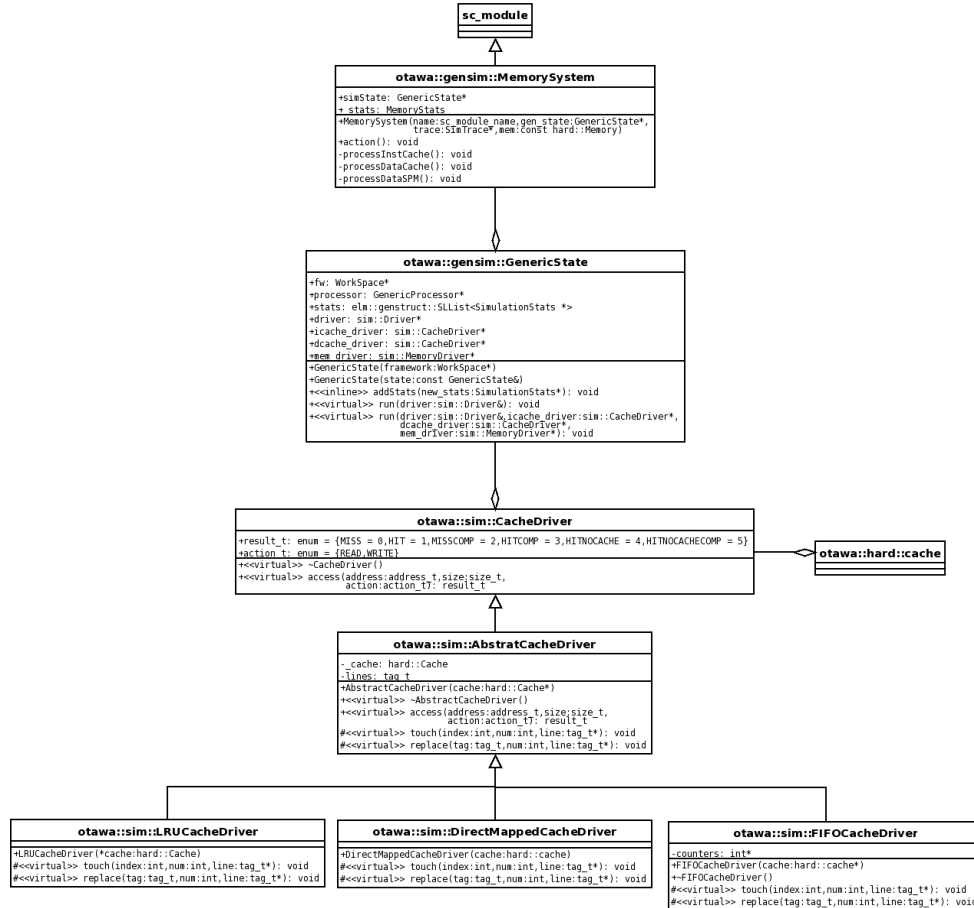 sc_module
otawa::gensim::MemorySystem
+simState: GenericState*
+ stats: MemoryStats
+MemorySystem(name:sc_module_name,gen_state:GenericState*,
trace:SimTrace*,mem:const hard::Memory)
+action(): void
-processInstCache(): void
-processDataCache(): void
-processDataSPM(): void
otawa::gensim::GenericState
+fw: WorkSpace*
+processor: GenericProcessor*
+stats: elm::genstruct::SLList<SimulationStats *>
+driver: sim::Driver*
+icache_driver: sim::CacheDriver*
+dcache_driver: sim::CacheDriver*
+mem_driver: sim::MemoryDriver*
+GenericState(framework:WorkSpace*)
+GenericState(state:const GenericState&)
+<<inline>> addStats(new_stats:SimulationStats*): void
+<<virtual>> run(driver:sim::Driver&): void
+<<virtual>> run(driver:sim::Driver&,icache_driver:sim::CacheDriver*,
dcache_driver:sim::CacheDriver*,
mem_driver:sim::MemoryDriver*): void
otawa::sim::CacheDriver
+result_t: enum = {MISS = 0,HIT = 1,MISSCOMP = 2,HITCOMP = 3,HITNOCACHE = 4,HITNOCACHECOMP = 5}
+action_t: enum = {READ,WRITE}
+<<virtual>> ~CacheDriver()
+<<virtual>> access(address:address_t,size:size_t,
action:action_t): result_t
otawa::hard::cache
otawa::sim::AbstratCacheDriver
-_cache: hard::Cache
-lines: tag_t
+AbstractCacheDriver(cache:hard::Cache*)
+<<virtual>> ~AbstractCacheDriver()
+<<virtual>> access(address:address_t,size:size_t,
action:action_t): result_t
#<<virtual>> touch(index:int,num:int,line:tag_t*): void
#<<virtual>> replace(tag:tag_t,num:int,line:tag_t*): void
otawa::sim::LRUCacheDriver
+LRUCacheDriver(*cache:hard::Cache)
#<<virtual>> touch(index:int,num:int,line:tag_t*): void
#<<virtual>> replace(tag:tag_t,num:int,line:tag_t*): void
otawa::sim::DirectMappedCacheDriver
+DirectMappedCacheDriver(cache:hard::cache)
#<<virtual>> touch(index:int,num:int,line:tag_t*): void
#<<virtual>> replace(tag:tag_t,num:int,line:tag_t*): void
otawa::sim::FIFOCacheDriver
-counters: int*
+FIFOCacheDriver(cache:hard::cache*)
+~FIFOCacheDriver()
#<<virtual>> touch(index:int,num:int,line:tag_t*): void
#<<virtual>> replace(tag:tag_t,num:int,line:tag_t*): void